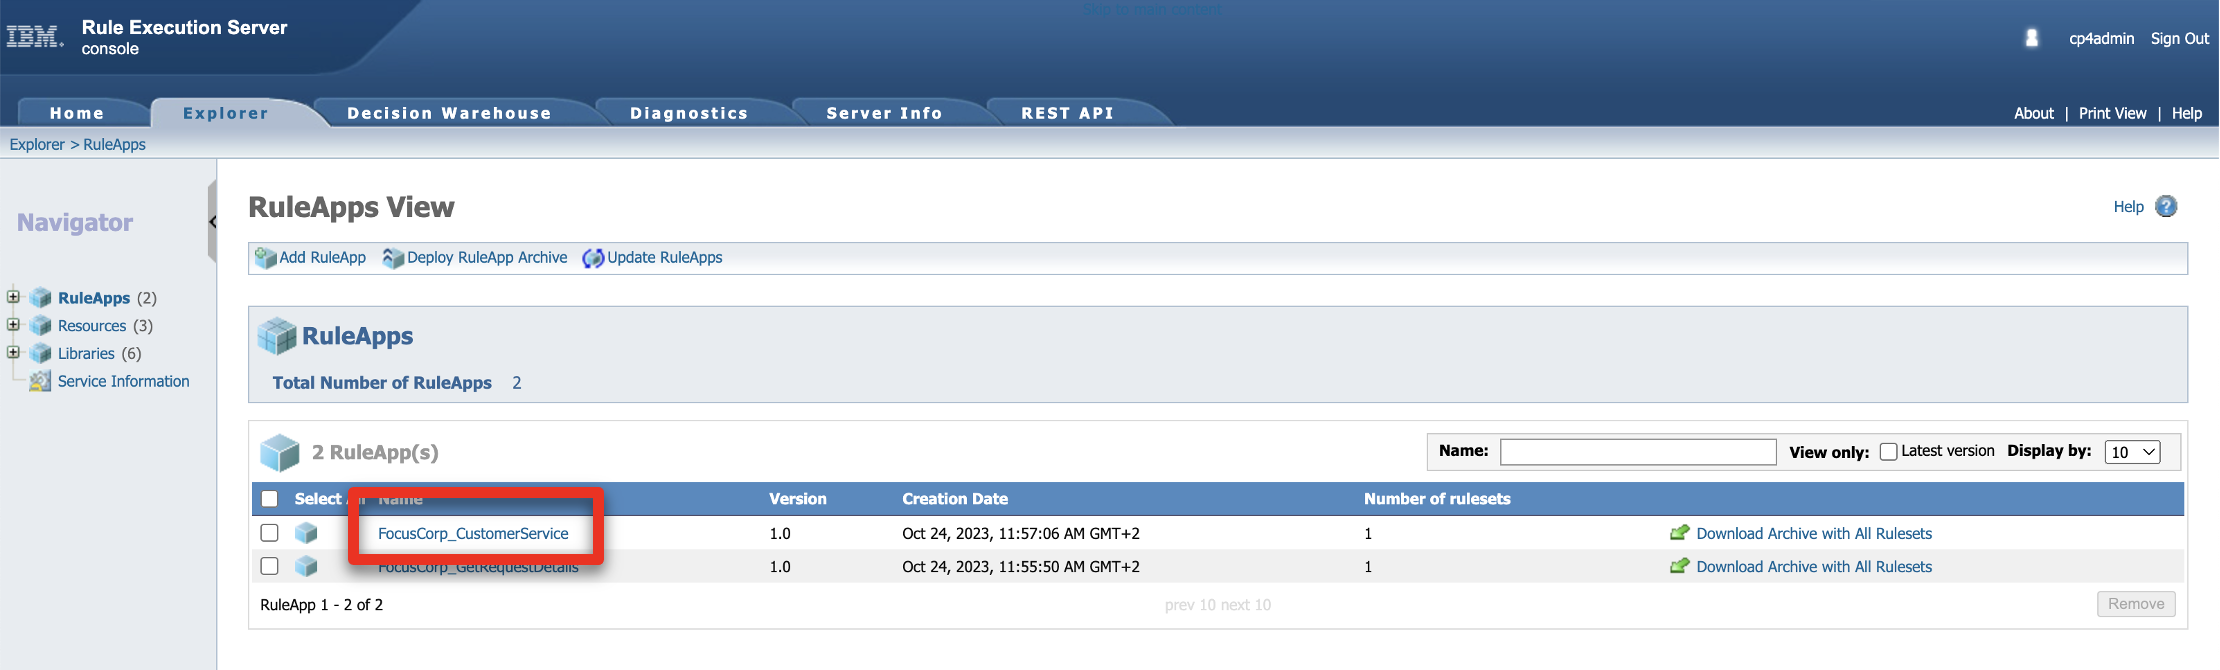 Skip to main content
IBM.
Rule Execution Server
console
cp4admin Sign Out
Home Explorer Decision Warehouse Diagnostics Server Info REST API
About | Print View | Help
Explorer > RuleApps
Navigator
RuleApps (2)
Resources (3)
Libraries (6)
Service Information
RuleApps View
Help ?
Add RuleApp Deploy RuleApp Archive Update RuleApps
RuleApps
Total Number of RuleApps 2
2 RuleApp(s)
Name: View only: Latest version Display by: 10
Select Name Version Creation Date Number of rulesets
FocusCorp_CustomerService 1.0 Oct 24, 2023, 11:57:06 AM GMT+2 1 Download Archive with All Rulesets
FocusCorp_GetRequestDetails 1.0 Oct 24, 2023, 11:55:50 AM GMT+2 1 Download Archive with All Rulesets
RuleApp 1 - 2 of 2
prev 10 next 10
Remove